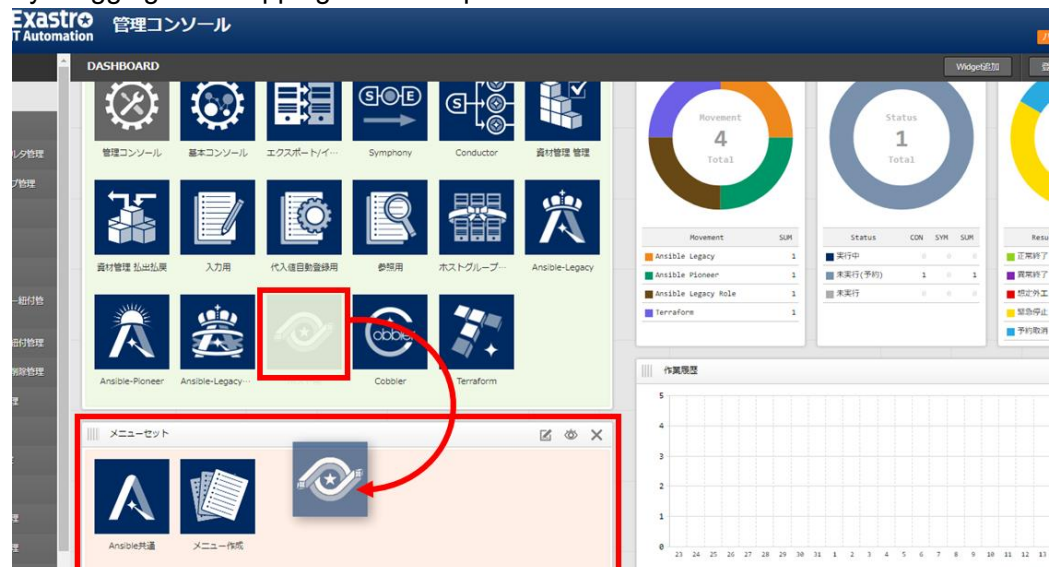 Exastro
IT Automation
管理コンソール
DASHBOARD
Widget追加
管理コンソール
基本コンソール
エクスポート/イ…
Symphony
Conductor
資材管理 管理
資材管理 払出払戻
入力用
代入値自動登録用
参照用
ホストグループ…
Ansible-Legacy
Ansible-Pioneer
Ansible-Legacy…
Cobbler
Terraform
メニューセット
Ansible共通
メニュー作成
Movement
4
Total
Movement SUM
Ansible Legacy 1
Ansible Pioneer 1
Ansible Legacy Role 1
Terraform 1
Status
1
Total
Status CON SYM SUM
実行中 0 0 0
未実行(予約) 1 0 1
未実行 0 0 0
Resu
正常終了
異常終了
想定外エ
緊急停止
予約取消
作業履歴
5
4
3
2
1
0
23 24 25 26 27 28 29 30 31 1 2 3 4 5 6 7 8 9 10 11 12 13